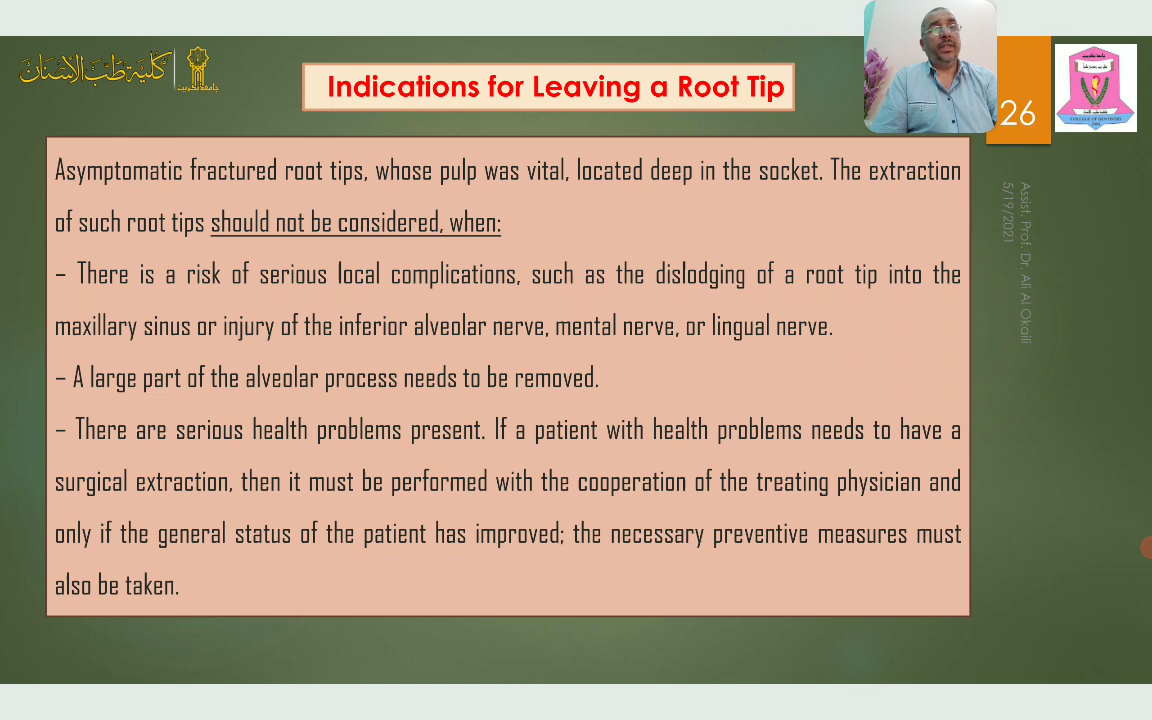 كلية طب الاسنان
جامعة تكريت
Indications for Leaving a Root Tip
26
COLLEGE OF DENTISTRY
Asymptomatic fractured root tips, whose pulp was vital, located deep in the socket. The extraction
of such root tips should not be considered, when:
– There is a risk of serious local complications, such as the dislodging of a root tip into the
maxillary sinus or injury of the inferior alveolar nerve, mental nerve, or lingual nerve.
– A large part of the alveolar process needs to be removed.
– There are serious health problems present. If a patient with health problems needs to have a
surgical extraction, then it must be performed with the cooperation of the treating physician and
only if the general status of the patient has improved; the necessary preventive measures must
also be taken.
Assist. Prof. Dr. Ali Al Okaili
5/19/2021